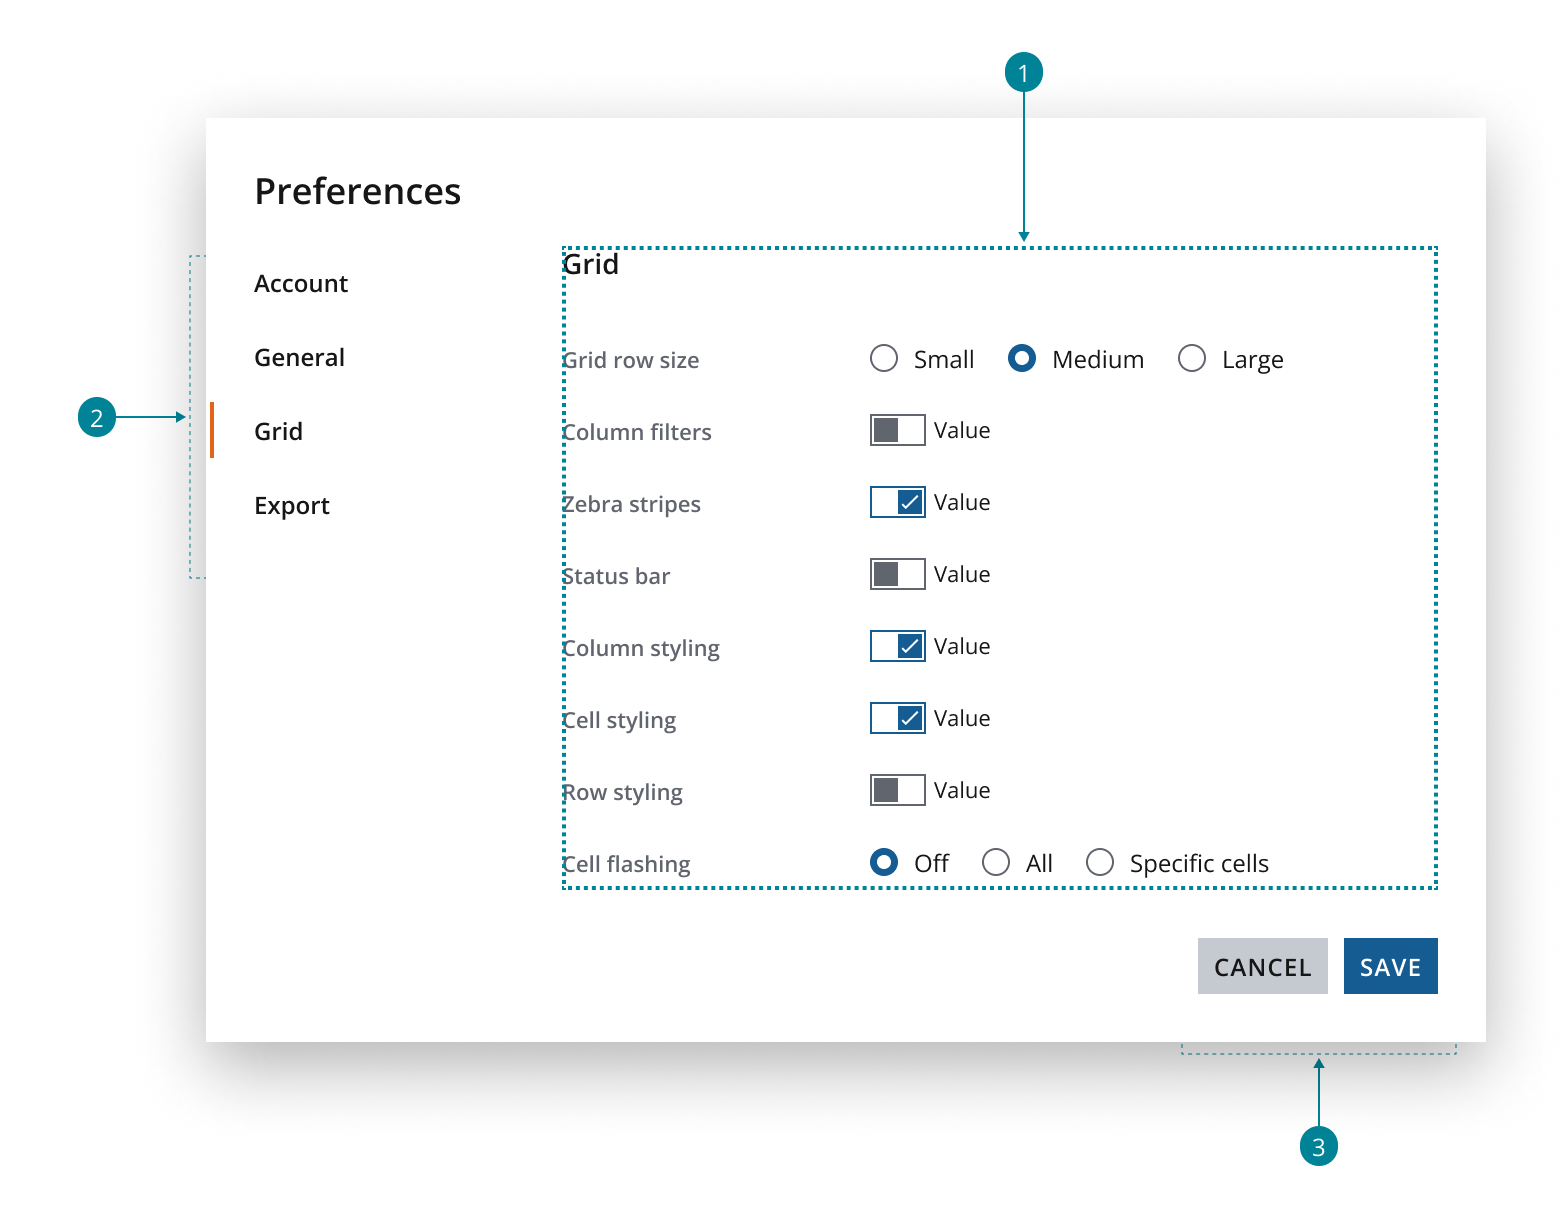 1
Preferences
Account
General
2
Grid
Export
Grid
Grid row size Small Medium Large
Column filters Value
Zebra stripes Value
Status bar Value
Column styling Value
Cell styling Value
Row styling Value
Cell flashing Off All Specific cells
CANCEL SAVE
3